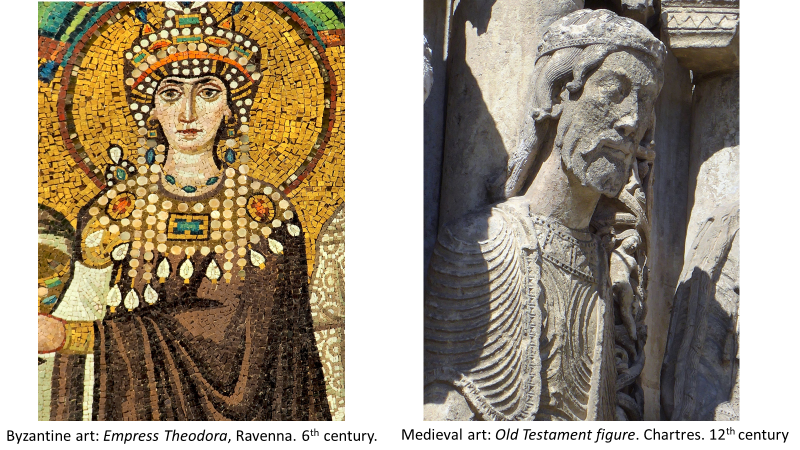 Byzantine art: Empress Theodora, Ravenna. 6th century.
Medieval art: Old Testament figure. Chartres. 12th century